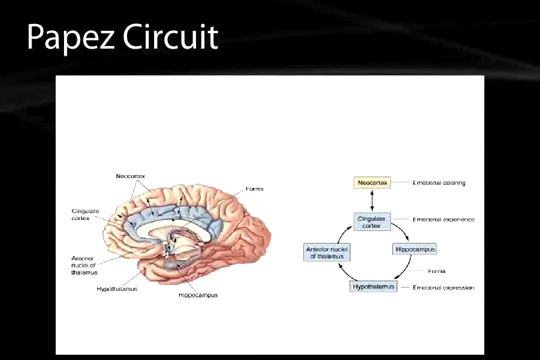 Papez Circuit
Neocortex
Fornix
Cingulate
cortex
Anterior
nuclei of
thalamus
Hypothalamus
Hippocampus
Neocortex
Emotional coloring
Cingulate
cortex
Emotional experience
Anterior nuclei
of thalamus
Hippocampus
Fornix
Hypothalamus
Emotional expression